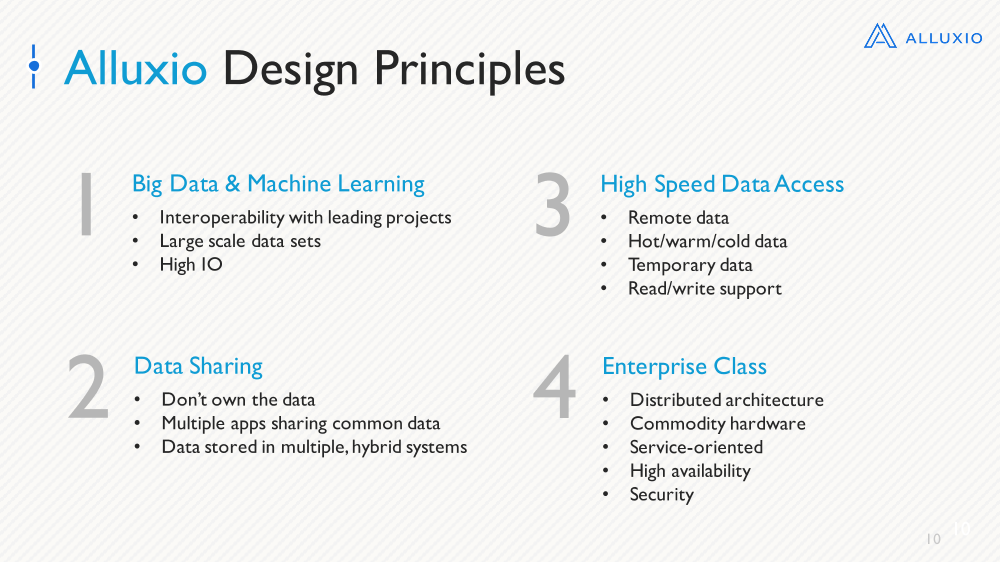 Alluxio Design Principles
ALLUXIO
1
Big Data & Machine Learning
• Interoperability with leading projects
• Large scale data sets
• High IO
2
Data Sharing
• Don’t own the data
• Multiple apps sharing common data
• Data stored in multiple, hybrid systems
3
High Speed Data Access
• Remote data
• Hot/warm/cold data
• Temporary data
• Read/write support
4
Enterprise Class
• Distributed architecture
• Commodity hardware
• Service-oriented
• High availability
• Security
10
10